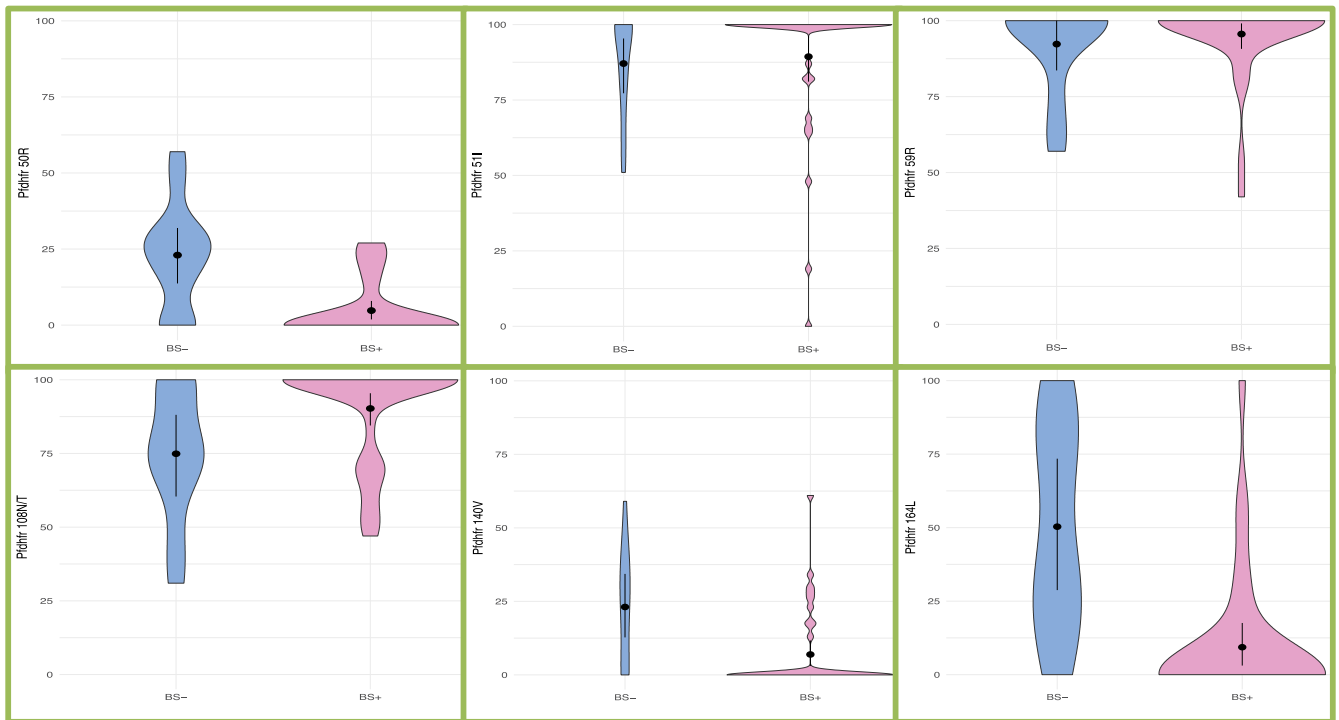 Pfdhfr 50R
100
75
50
25
0
BS–
BS+
Pfdhfr 51I
100
75
50
25
0
BS–
BS+
Pfdhfr 59R
100
75
50
25
0
BS–
BS+
Pfdhfr 108N/T
100
75
50
25
0
BS–
BS+
Pfdhfr 140V
100
75
50
25
0
BS–
BS+
Pfdhfr 164L
100
75
50
25
0
BS–
BS+